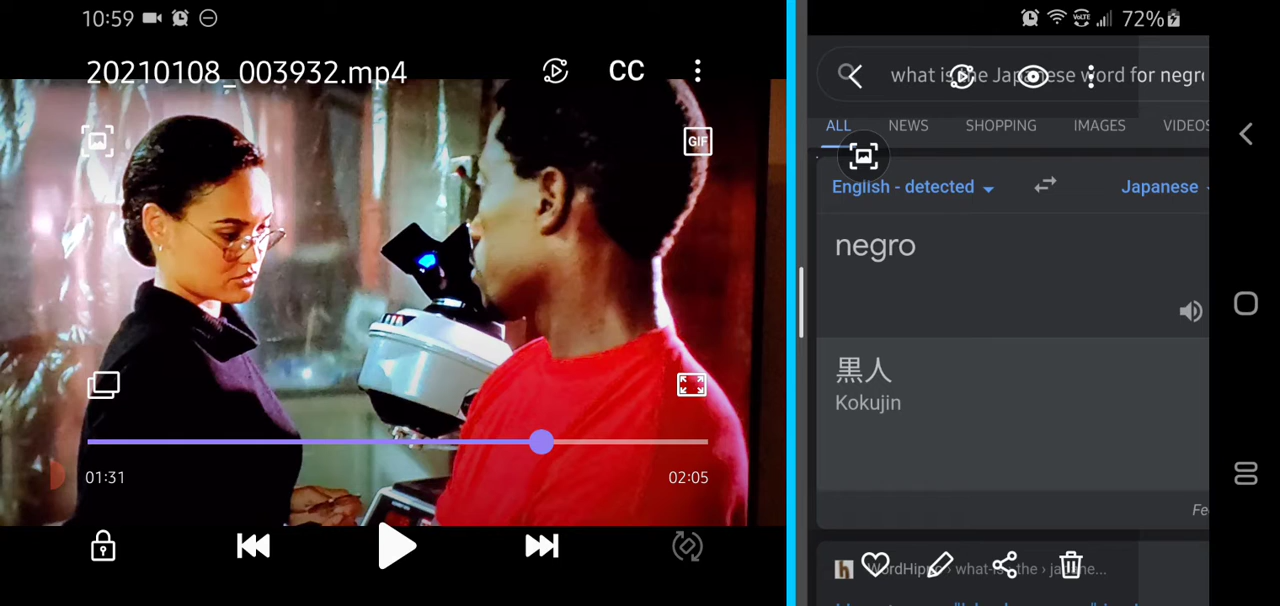 10:59
20210108_003932.mp4
CC
GIF
01:31
02:05
72%
what is the Japanese word for negro
ALL NEWS SHOPPING IMAGES VIDEOS
English - detected
Japanese
negro
黒人
Kokujin
Fee
WordHippo › what-is › the › japane...